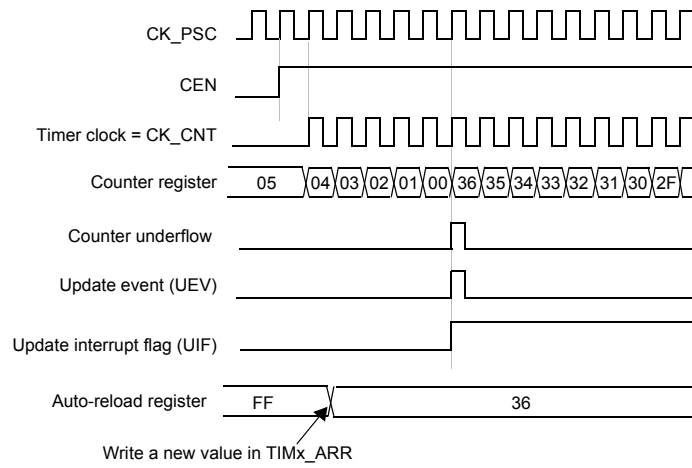 CK_PSC
CEN
Timer clock = CK_CNT
Counter register 05 04 03 02 01 00 36 35 34 33 32 31 30 2F
Counter underflow
Update event (UEV)
Update interrupt flag (UIF)
Auto-reload register FF 36
Write a new value in TIMx_ARR